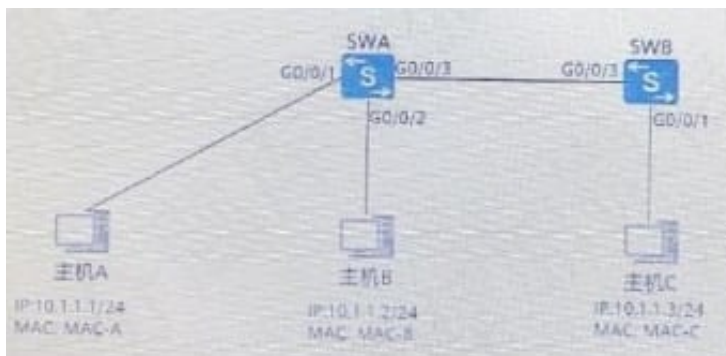 SWA
SWB
G0/0/1
G0/0/3
G0/0/3
S
S
G0/0/2
G0/0/1
主机A
主机B
主机C
IP:10.1.1.1/24
IP:10.1.1.2/24
IP:10.1.1.3/24
MAC: MAC-A
MAC: MAC-B
MAC: MAC-C